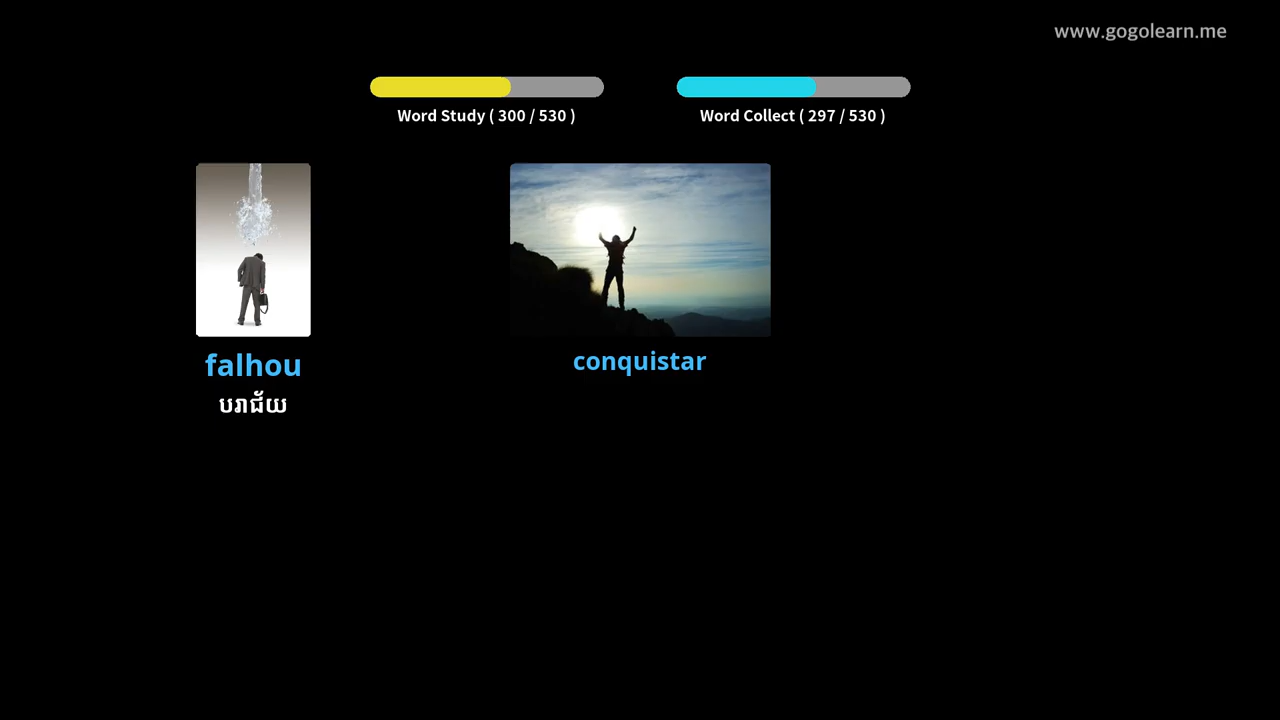 www.gogolearn.me
Word Study ( 300 / 530 )
Word Collect ( 297 / 530 )
falhou
បរាជ័យ
conquistar